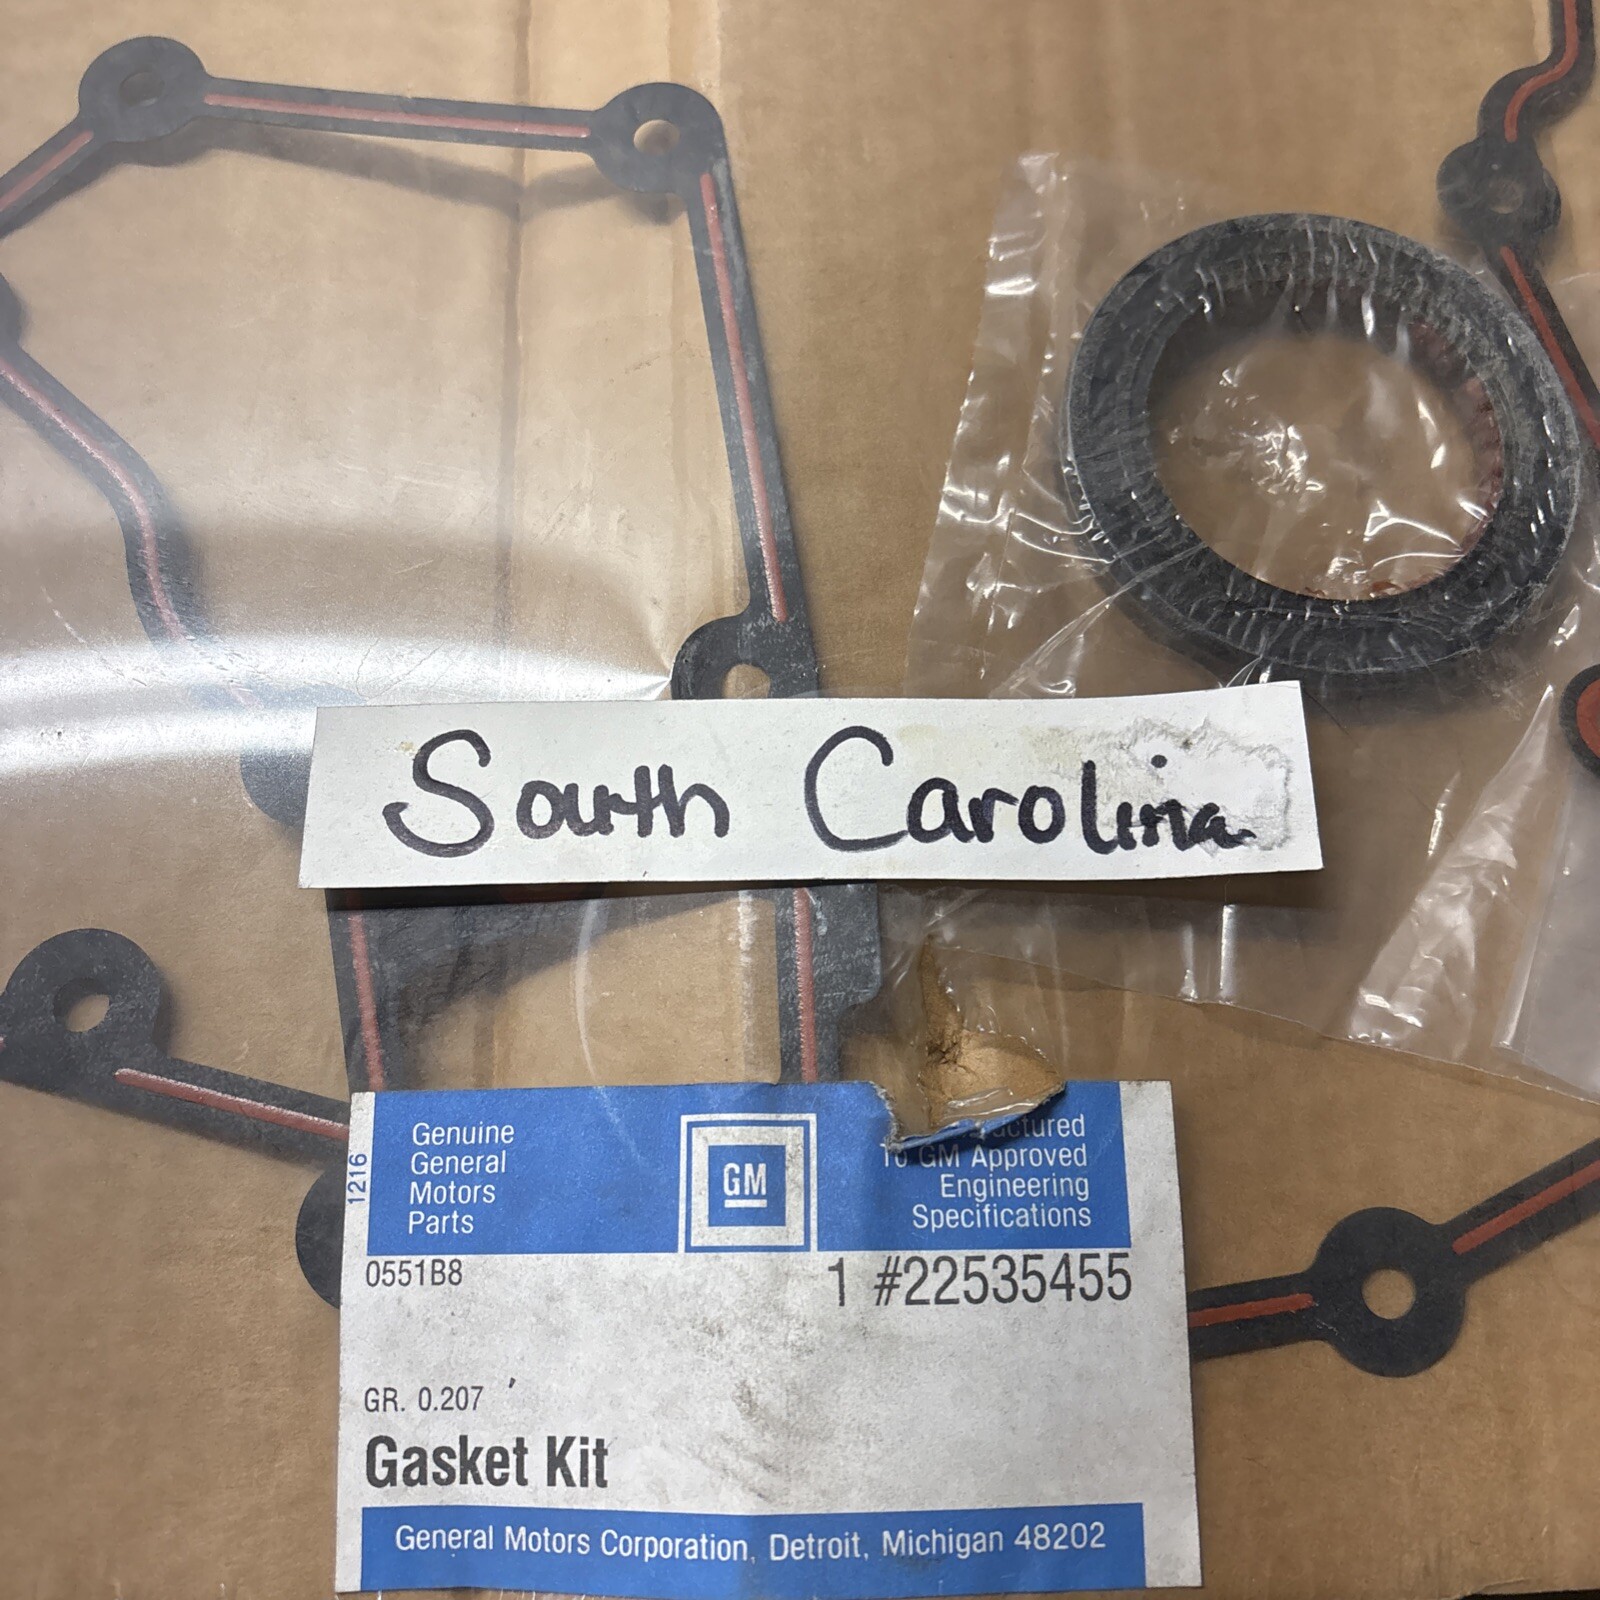 South Carolina
Genuine
General
Motors
Parts
1216
GM
To GM Approved
Engineering
Specifications
0551B8
1 #22535455
GR. 0.207
Gasket Kit
General Motors Corporation, Detroit, Michigan 48202